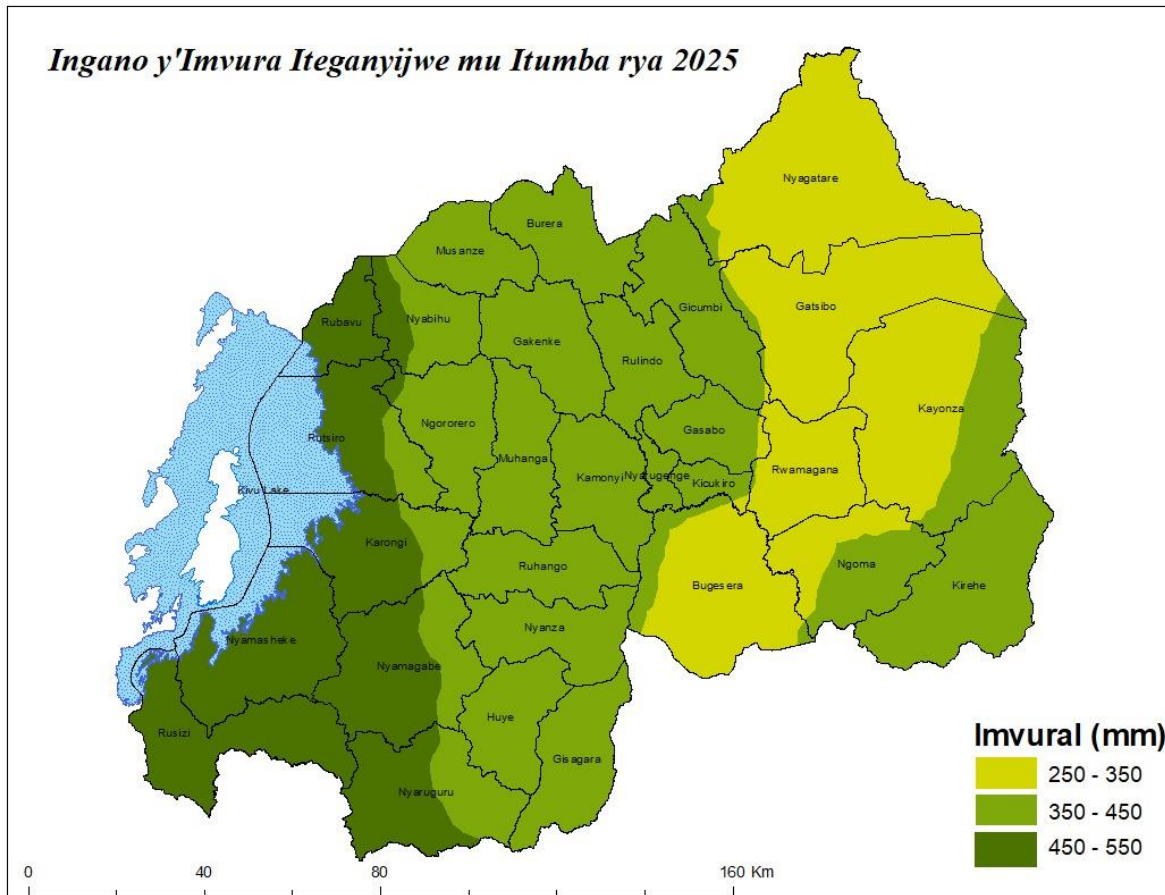 Ingano y'Imvura Iteganyijwe mu Itumba rya 2025
Nyagatare
Burera
Musanze
Gicumbi
Gatsibo
Rubavu
Nyabihu
Gakenke
Rulindo
Kayonza
Ngororero
Gasabo
Rutsiro
Muhanga
Rwamagana
Kamonyi
Nyarugenge
Kicukiro
Kivu Lake
Karongi
Ruhango
Ngoma
Bugesera
Kirehe
Nyanza
Nyamasheke
Nyamagabe
Huye
Rusizi
Gisagara
Nyaruguru
Imvural (mm)
250 - 350
350 - 450
450 - 550
0 40 80 160 Km